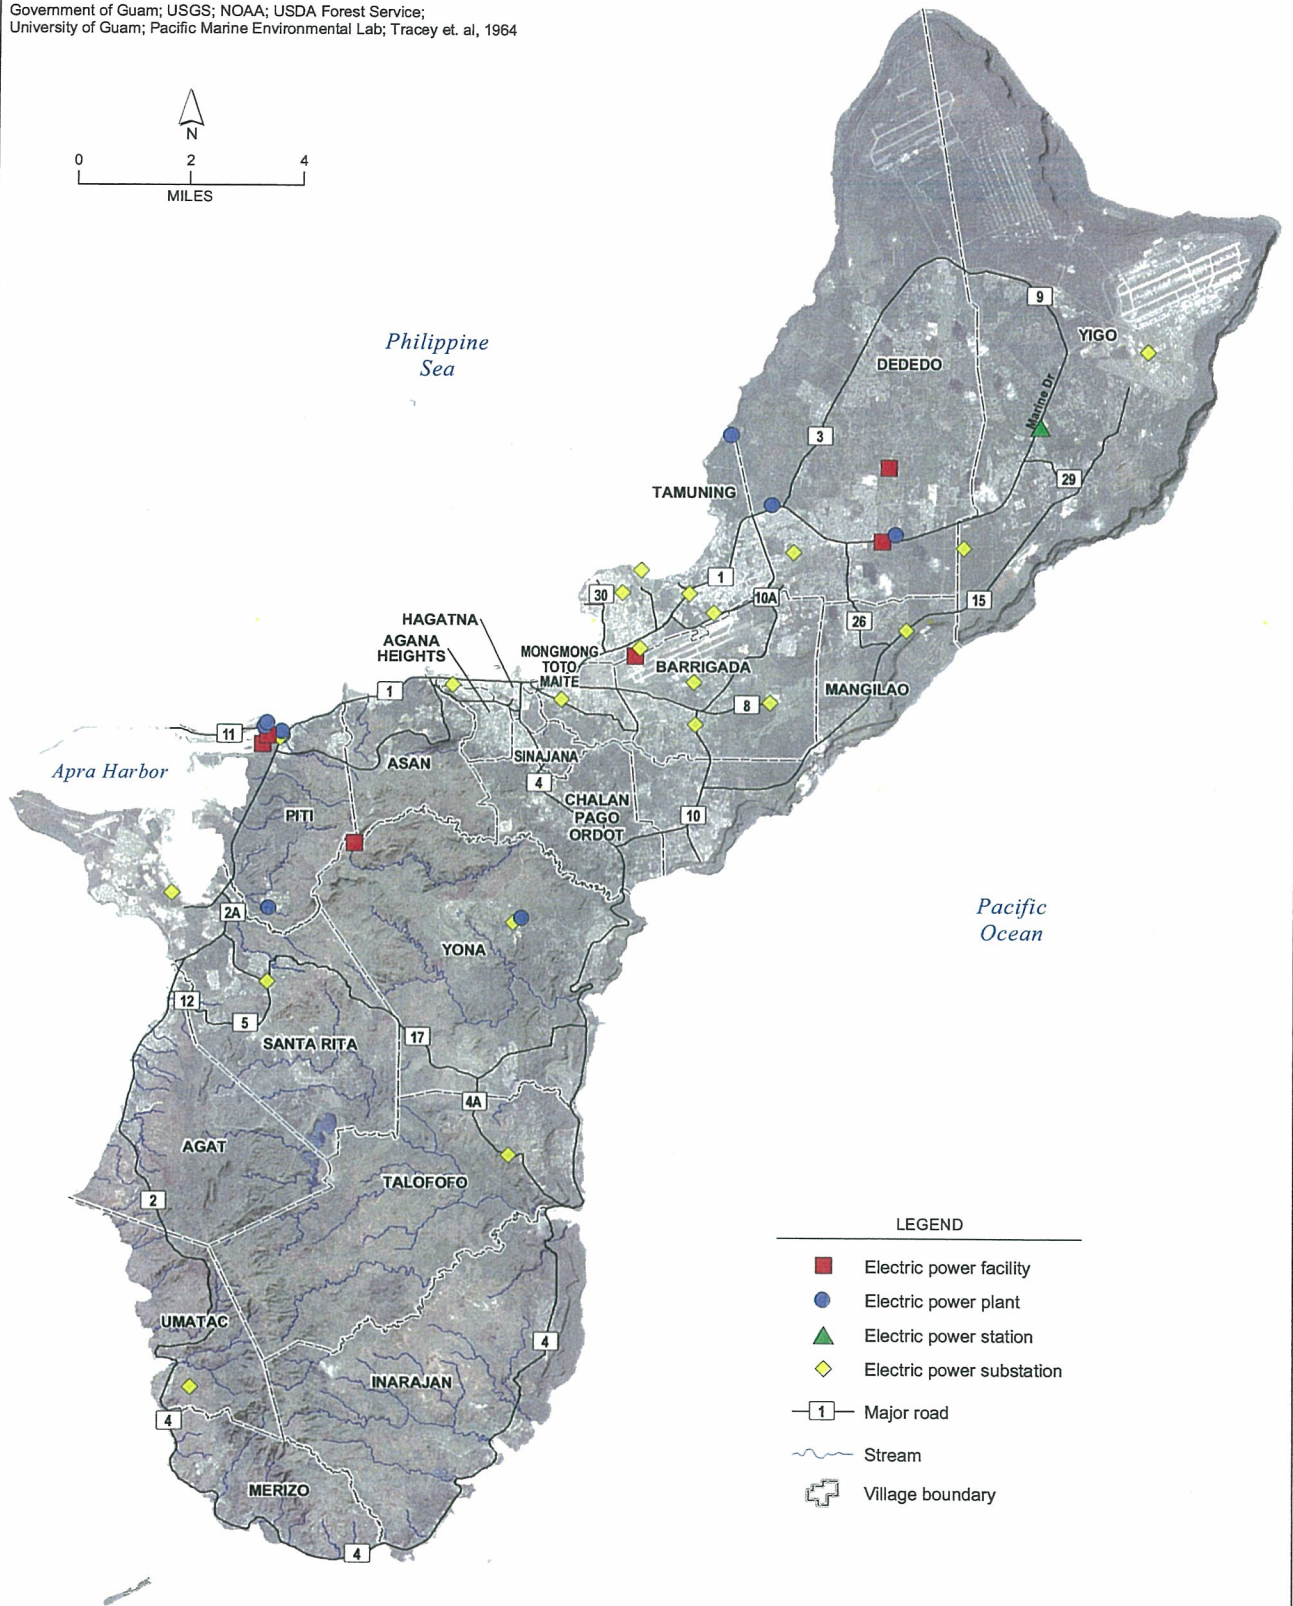 Government of Guam; USGS; NOAA; USDA Forest Service;
University of Guam; Pacific Marine Environmental Lab; Tracey et. al, 1964
N
0 2 4
MILES
9
YIGO
Philippine
Sea
DEDEDO
Marine Dr
3
29
TAMUNING
1
30
10A
15
26
HAGATNA
AGANA
HEIGHTS
MONGMONG
TOTO
MAITE
BARRIGADA
MANGILAO
1
8
11
Apra Harbor
ASAN
SINAJANA
4
PITI
CHALAN
PAGO
ORDOT
10
2A
Pacific
Ocean
YONA
12
5
SANTA RITA
17
4A
AGAT
TALOFOFO
2
LEGEND
Electric power facility
Electric power plant
Electric power station
Electric power substation
1 Major road
Stream
Village boundary
UMATAC
4
INARAJAN
4
MERIZO
4